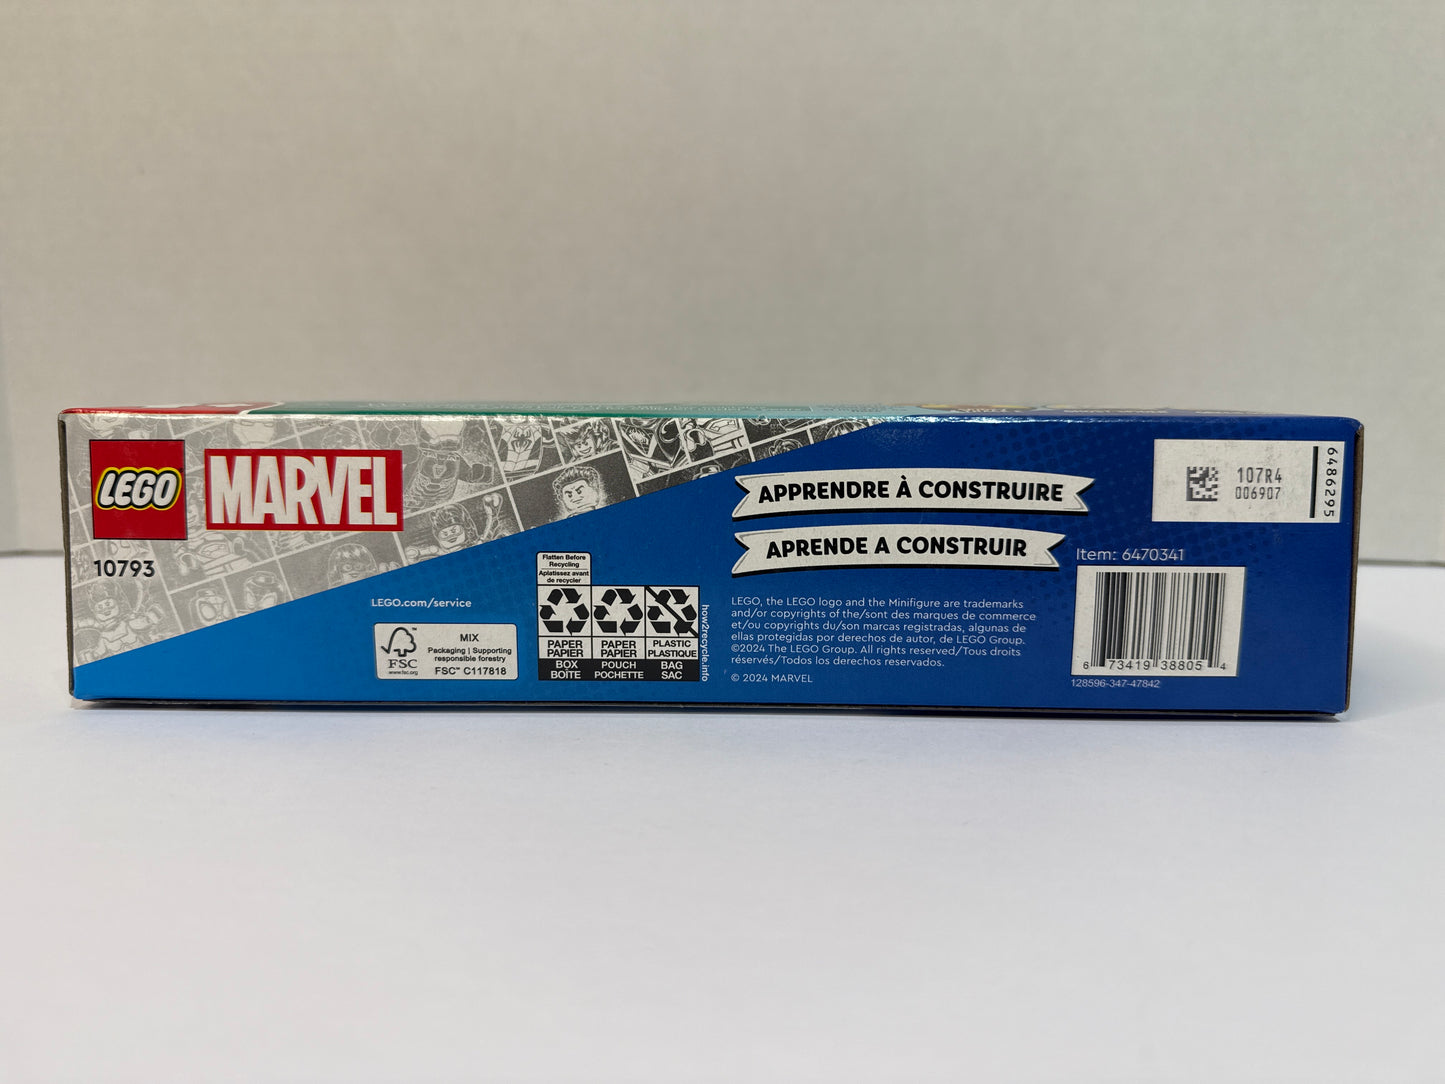 LEGO
MARVEL
10793
LEGO.com/service
FSC
www.fsc.org
MIX
Packaging | Supporting
responsible forestry
FSC™ C117818
Flatten Before
Recycling
Aplatissez avant
de recycler
PAPER
PAPIER
BOX
BOÎTE
PAPER
PAPIER
POUCH
POCHETTE
PLASTIC
PLASTIQUE
BAG
SAC
how2recycle.info
APPRENDRE À CONSTRUIRE
APRENDE A CONSTRUIR
LEGO, the LEGO logo and the Minifigure are trademarks
and/or copyrights of the/sont des marques de commerce
et/ou copyrights du/son marcas registradas, algunas de
ellas protegidas por derechos de autor, de LEGO Group.
©2024 The LEGO Group. All rights reserved/Tous droits
réservés/Todos los derechos reservados.
© 2024 MARVEL
107R4
006907
6486295
Item: 6470341
6 73419 38805 4
128596-347-47842